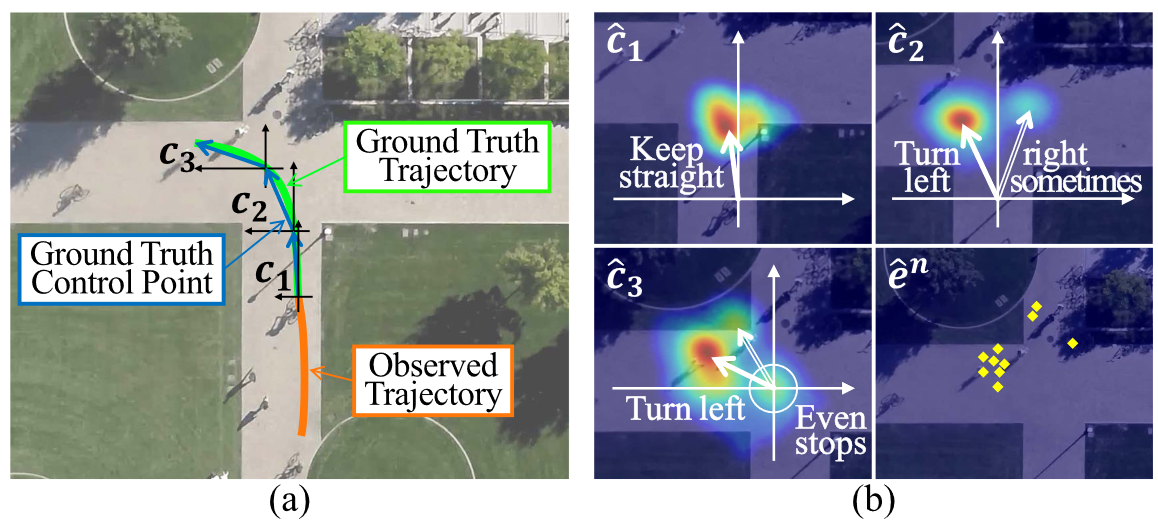 Ground Truth
Trajectory
c₃
c₂
Ground Truth
Control Point
c₁
Observed
Trajectory
(a)
ĉ₁
Keep
straight
ĉ₂
Turn
left
right
sometimes
ĉ₃
Turn left
Even
stops
êⁿ
(b)